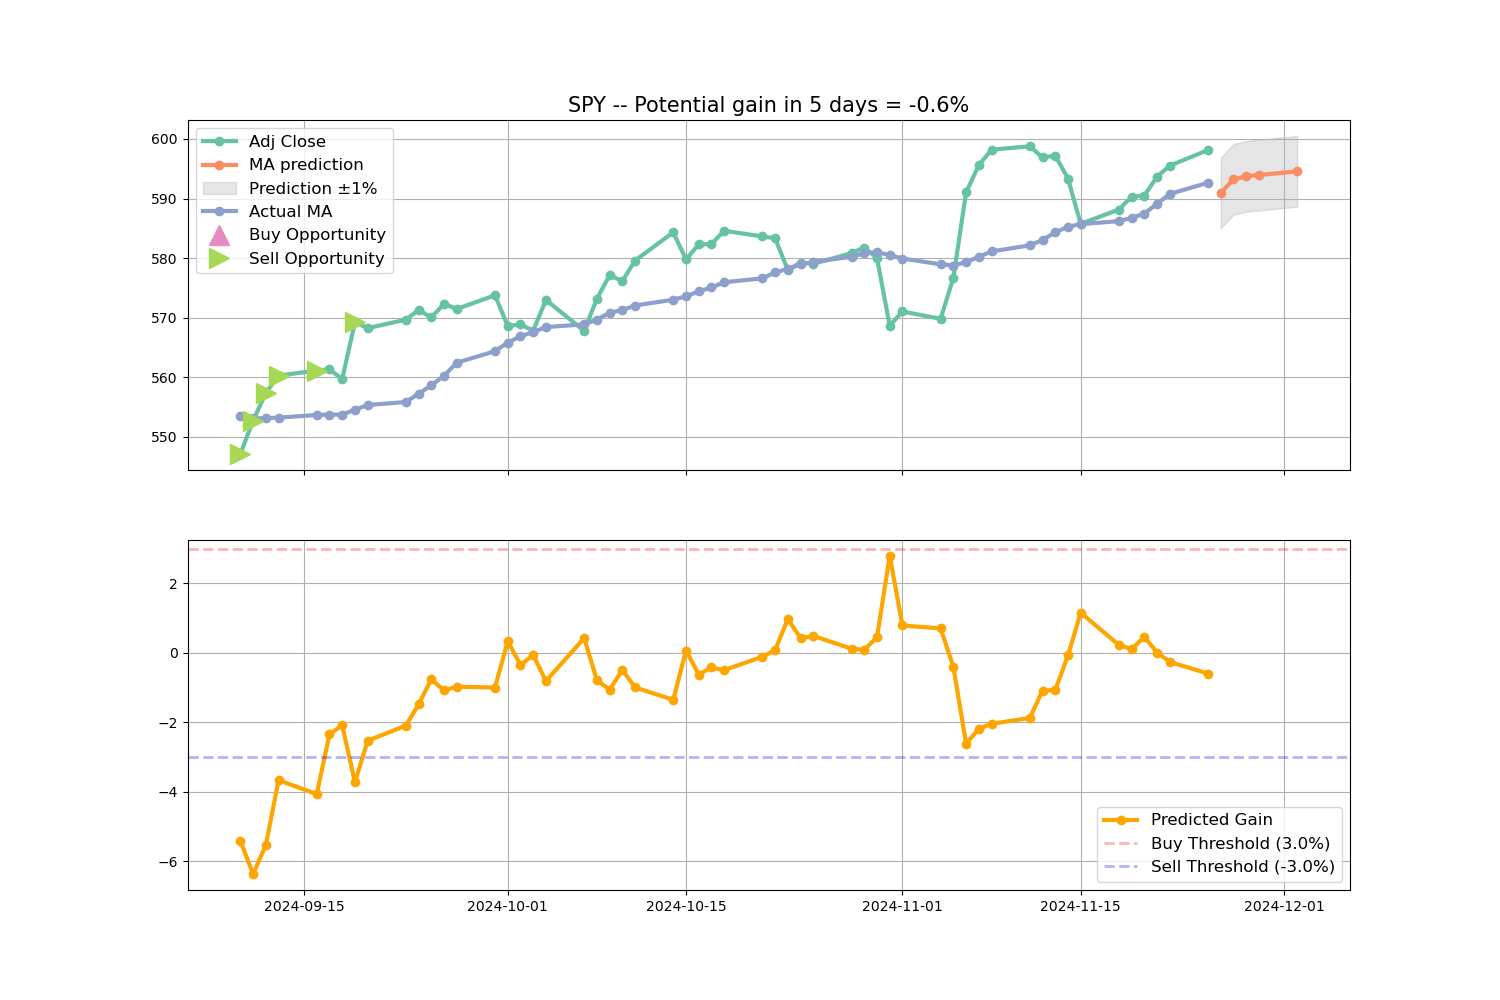 SPY -- Potential gain in 5 days = -0.6%
600
590
580
570
560
550
Adj Close
MA prediction
Prediction ±1%
Actual MA
Buy Opportunity
Sell Opportunity
2
0
−2
−4
−6
Predicted Gain
Buy Threshold (3.0%)
Sell Threshold (-3.0%)
2024-09-15
2024-10-01
2024-10-15
2024-11-01
2024-11-15
2024-12-01